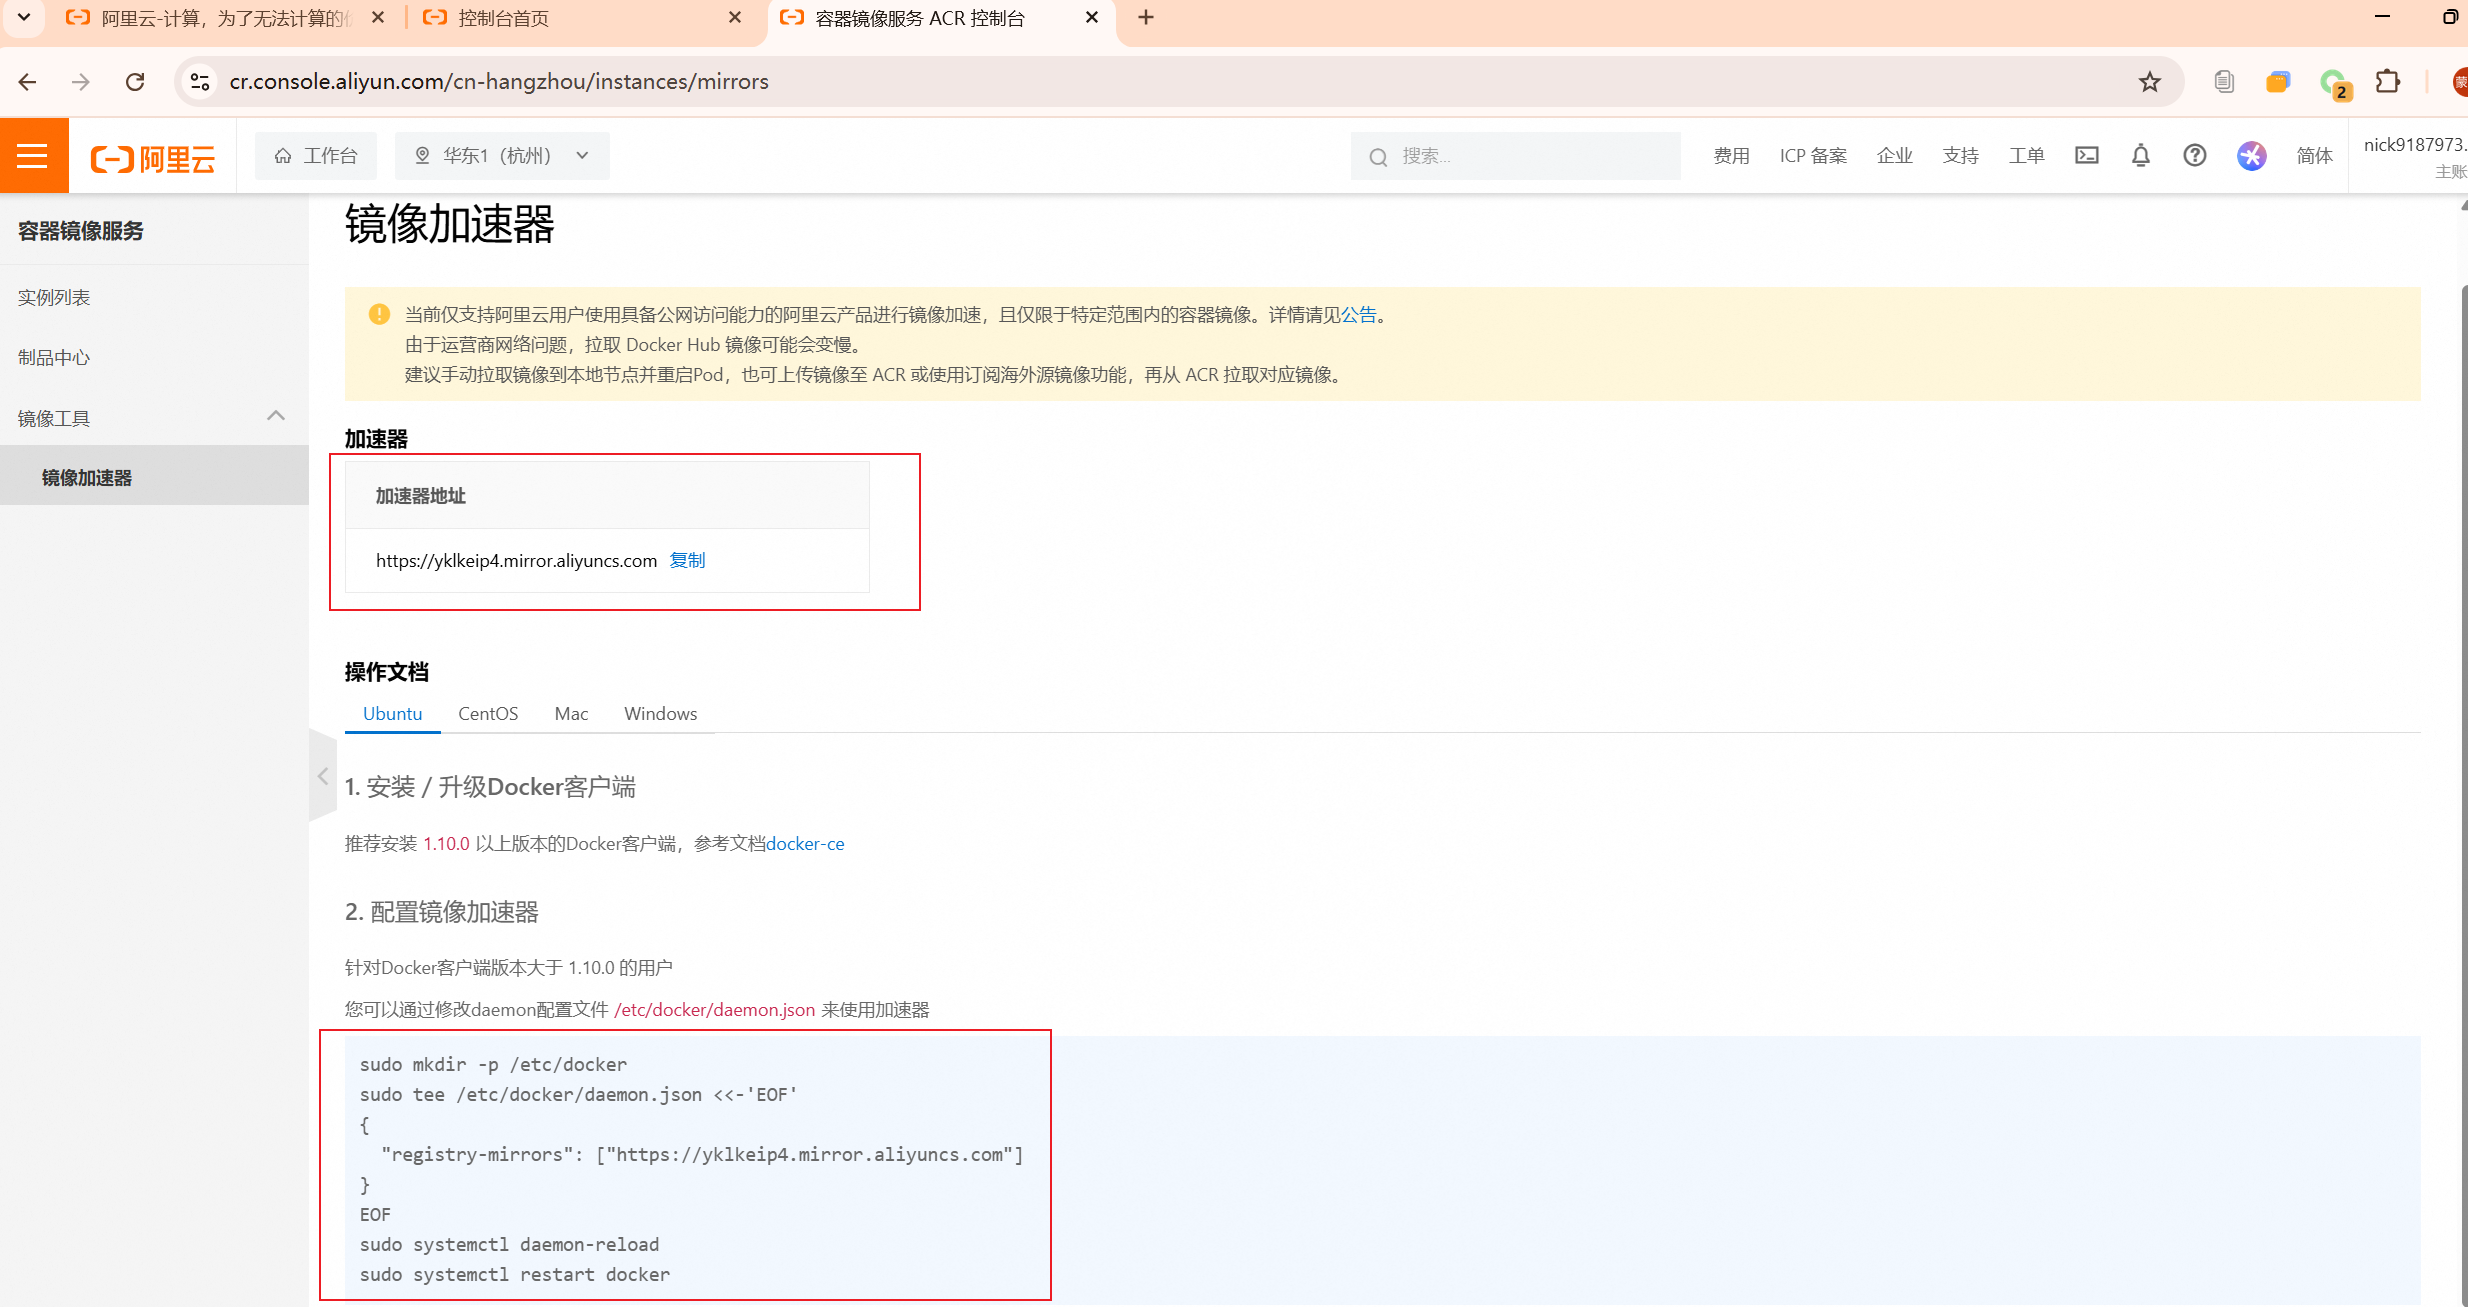 阿里云-计算，为了无法计算的
控制台首页
容器镜像服务 ACR 控制台
cr.console.aliyun.com/cn-hangzhou/instances/mirrors
2
蒙
阿里云
工作台
华东1（杭州）
搜索...
费用
ICP 备案
企业
支持
工单
简体
nick9187973.
主账
容器镜像服务
实例列表
制品中心
镜像工具
镜像加速器
镜像加速器
当前仅支持阿里云用户使用具备公网访问能力的阿里云产品进行镜像加速，且仅限于特定范围内的容器镜像。详情请见公告。
由于运营商网络问题，拉取 Docker Hub 镜像可能会变慢。
建议手动拉取镜像到本地节点并重启Pod，也可上传镜像至 ACR 或使用订阅海外源镜像功能，再从 ACR 拉取对应镜像。
加速器
加速器地址
https://yklkeip4.mirror.aliyuncs.com 复制
操作文档
Ubuntu CentOS Mac Windows
1. 安装 / 升级Docker客户端
推荐安装 1.10.0 以上版本的Docker客户端，参考文档docker-ce
2. 配置镜像加速器
针对Docker客户端版本大于 1.10.0 的用户
您可以通过修改daemon配置文件 /etc/docker/daemon.json 来使用加速器
sudo mkdir -p /etc/docker
sudo tee /etc/docker/daemon.json <<-'EOF'
{
  "registry-mirrors": ["https://yklkeip4.mirror.aliyuncs.com"]
}
EOF
sudo systemctl daemon-reload
sudo systemctl restart docker